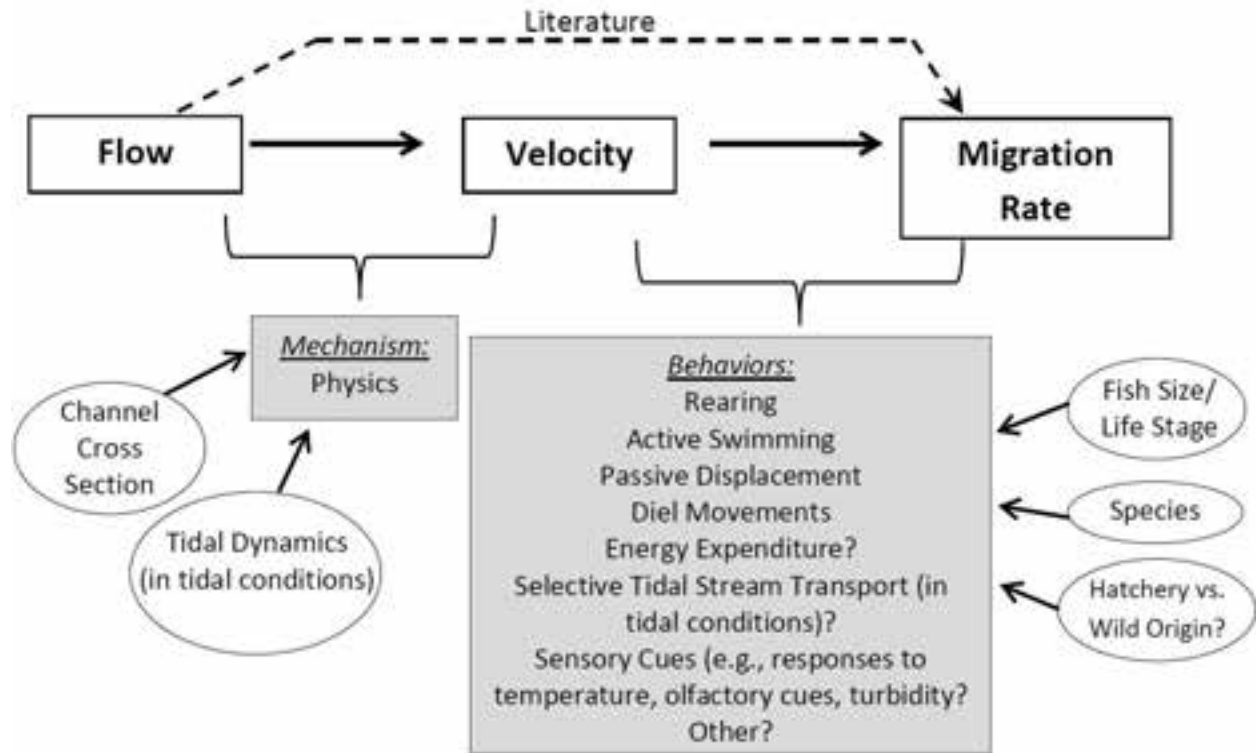 Literature
Flow
Velocity
Migration
Rate
Mechanism:
Physics
Channel
Cross
Section
Tidal Dynamics
(in tidal conditions)
Behaviors:
Rearing
Active Swimming
Passive Displacement
Diel Movements
Energy Expenditure?
Selective Tidal Stream Transport (in
tidal conditions)?
Sensory Cues (e.g., responses to
temperature, olfactory cues, turbidity?
Other?
Fish Size/
Life Stage
Species
Hatchery vs.
Wild Origin?